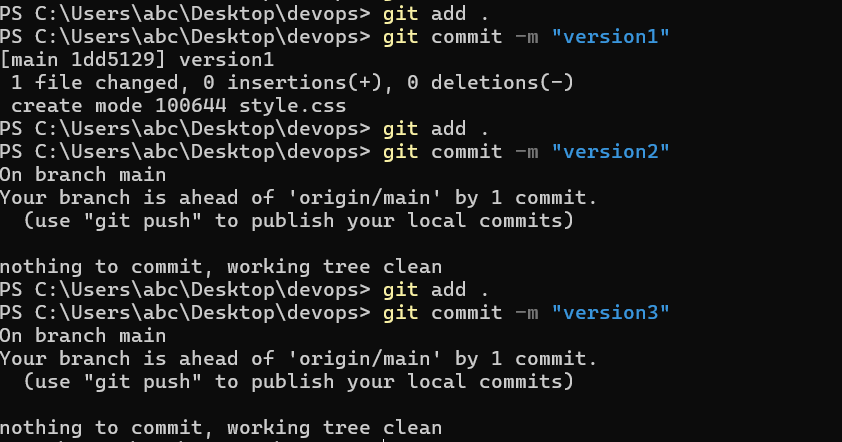 PS C:\Users\abc\Desktop\devops> git add .
PS C:\Users\abc\Desktop\devops> git commit -m "version1"
[main 1dd5129] version1
 1 file changed, 0 insertions(+), 0 deletions(-)
 create mode 100644 style.css
PS C:\Users\abc\Desktop\devops> git add .
PS C:\Users\abc\Desktop\devops> git commit -m "version2"
On branch main
Your branch is ahead of 'origin/main' by 1 commit.
  (use "git push" to publish your local commits)

nothing to commit, working tree clean
PS C:\Users\abc\Desktop\devops> git add .
PS C:\Users\abc\Desktop\devops> git commit -m "version3"
On branch main
Your branch is ahead of 'origin/main' by 1 commit.
  (use "git push" to publish your local commits)

nothing to commit, working tree clean